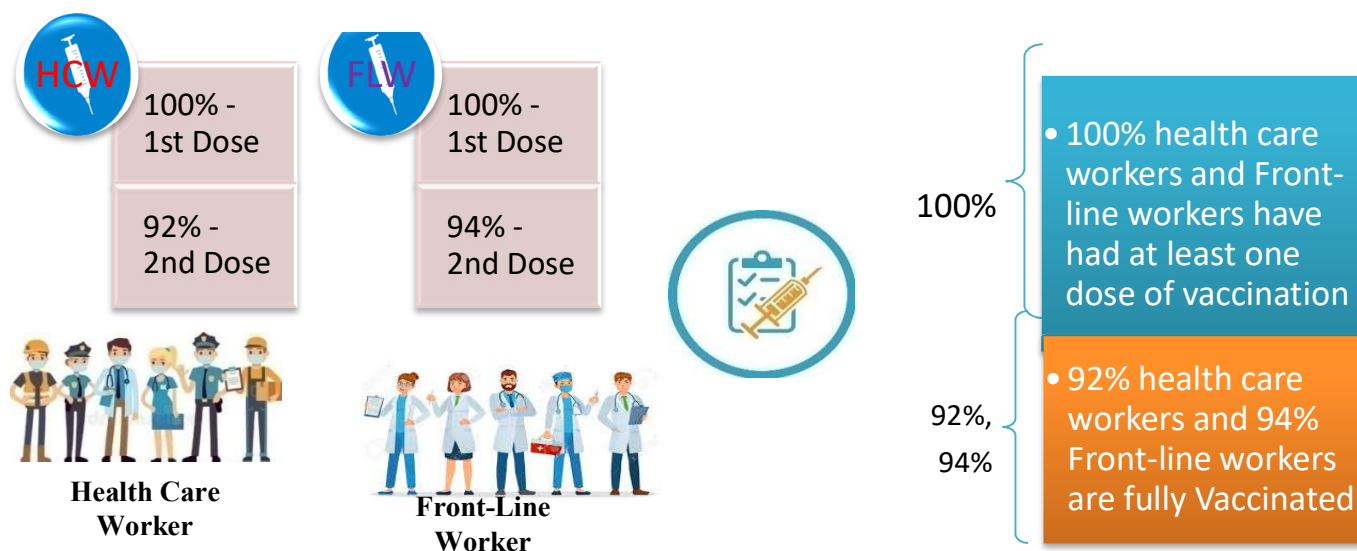 HCW
100% -
1st Dose
92% -
2nd Dose
Health Care
Worker
FLW
100% -
1st Dose
94% -
2nd Dose
Front-Line
Worker
100%
• 100% health care
workers and Front-
line workers have
had at least one
dose of vaccination
92%,
94%
• 92% health care
workers and 94%
Front-line workers
are fully Vaccinated